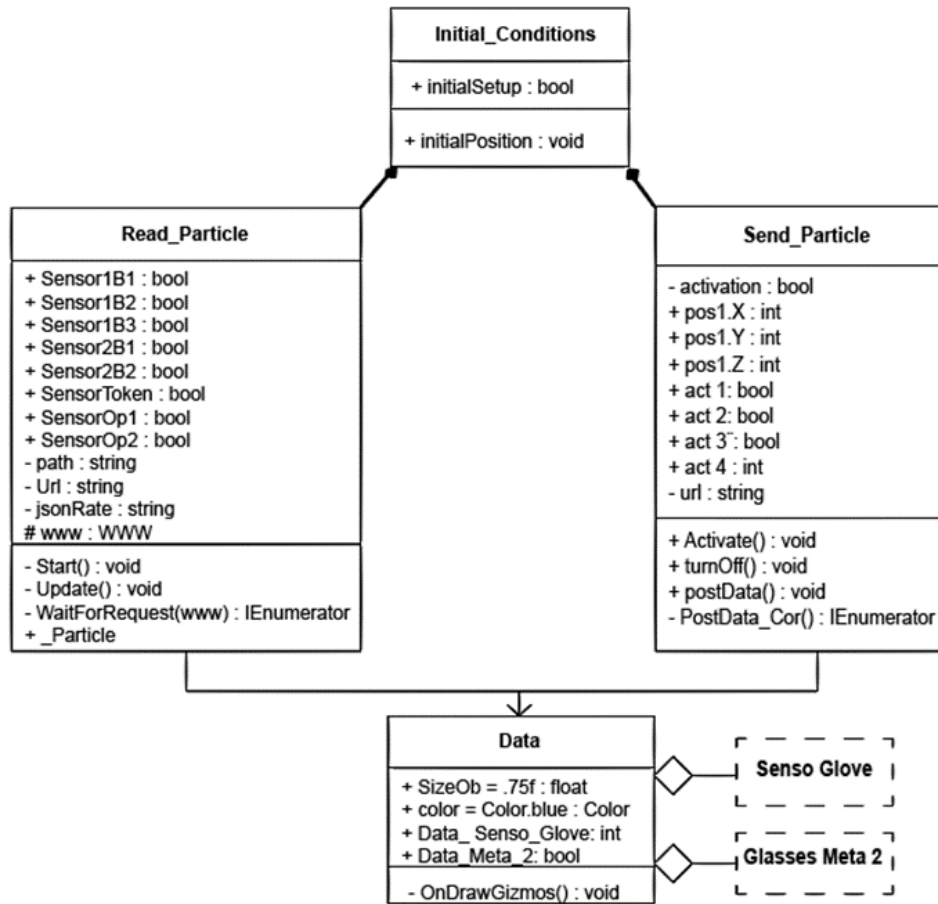 Initial_Conditions
+ initialSetup : bool
+ initialPosition : void
Read_Particle
+ Sensor1B1 : bool
+ Sensor1B2 : bool
+ Sensor1B3 : bool
+ Sensor2B1 : bool
+ Sensor2B2 : bool
+ SensorToken : bool
+ SensorOp1 : bool
+ SensorOp2 : bool
- path : string
- Url : string
- jsonRate : string
# www : WWW
- Start() : void
- Update() : void
- WaitForRequest(www) : IEnumerator
+ _Particle
Send_Particle
- activation : bool
+ pos1.X : int
+ pos1.Y : int
+ pos1.Z : int
+ act 1: bool
+ act 2: bool
+ act 3¨: bool
+ act 4 : int
- url : string
+ Activate() : void
+ turnOff() : void
+ postData() : void
- PostData_Cor() : IEnumerator
Data
+ SizeOb = .75f : float
+ color = Color.blue : Color
+ Data_ Senso_Glove: int
+ Data_Meta_2: bool
- OnDrawGizmos() : void
Senso Glove
Glasses Meta 2